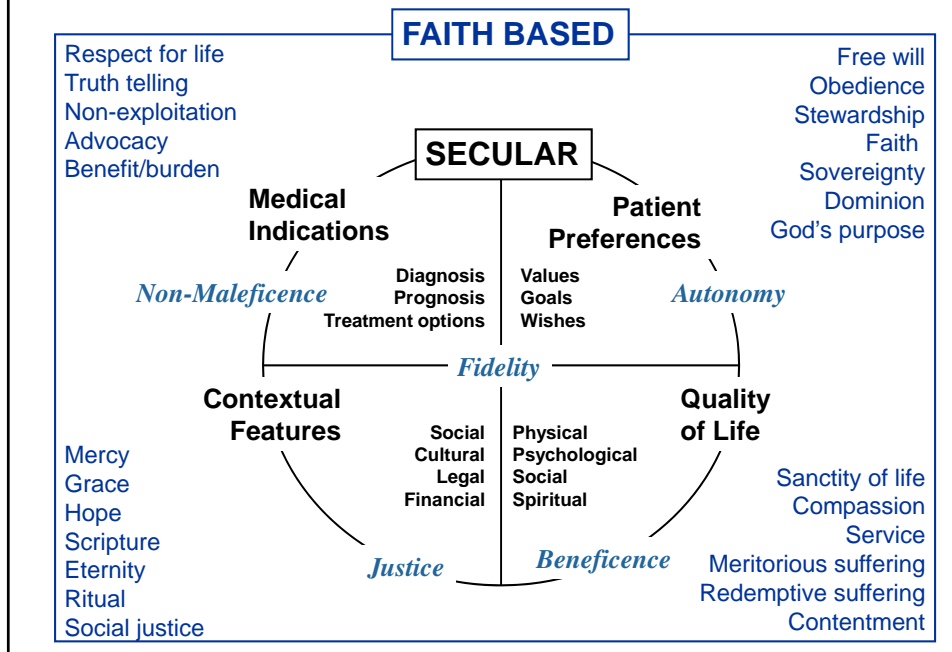 FAITH BASED
Respect for life
Truth telling
Non-exploitation
Advocacy
Benefit/burden
Free will
Obedience
Stewardship
Faith
Sovereignty
Dominion
God's purpose
SECULAR
Medical
Indications
Patient
Preferences
Non-Maleficence
Diagnosis
Prognosis
Treatment options
Values
Goals
Wishes
Autonomy
Fidelity
Contextual
Features
Social
Cultural
Legal
Financial
Physical
Psychological
Social
Spiritual
Quality
of Life
Justice
Beneficence
Mercy
Grace
Hope
Scripture
Eternity
Ritual
Social justice
Sanctity of life
Compassion
Service
Meritorious suffering
Redemptive suffering
Contentment